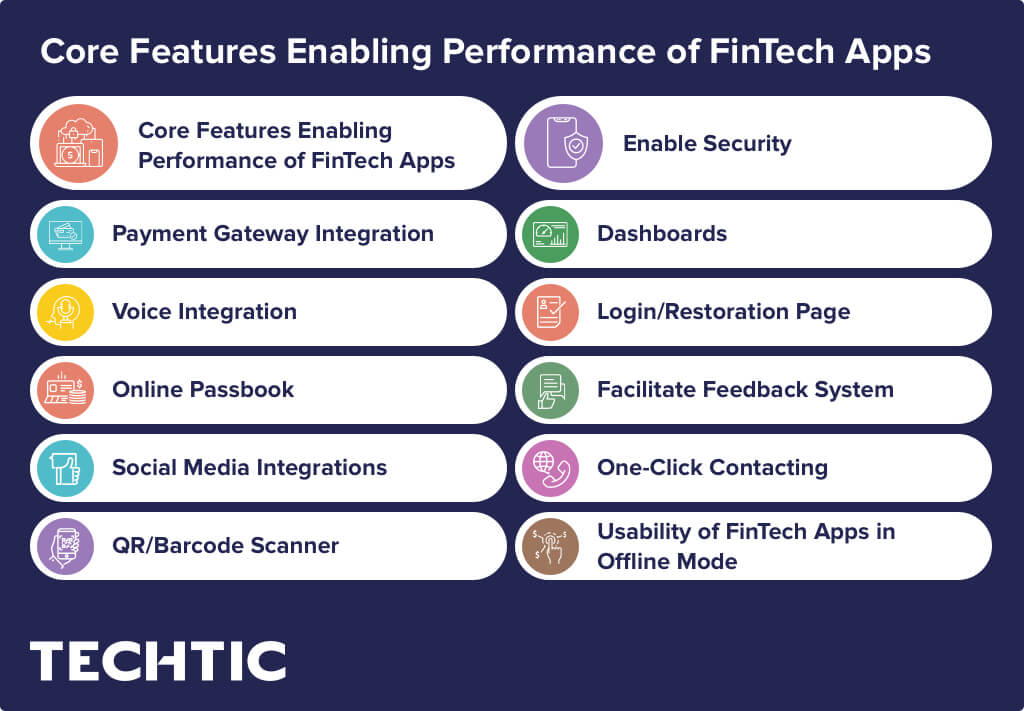 Core Features Enabling Performance of FinTech Apps
Core Features Enabling
Performance of FinTech Apps
Enable Security
Payment Gateway Integration
Dashboards
Voice Integration
Login/Restoration Page
Online Passbook
Facilitate Feedback System
Social Media Integrations
One-Click Contacting
QR/Barcode Scanner
Usability of FinTech Apps in
Offline Mode
TECHTIC